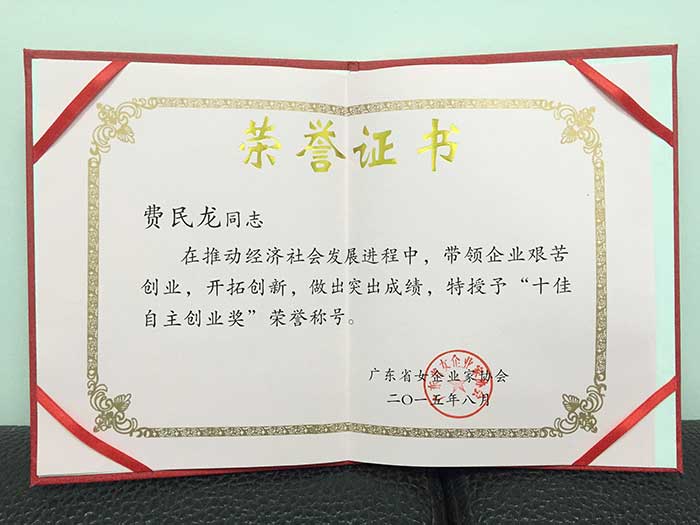 荣誉证书
费民龙同志
在推动经济社会发展进程中，带领企业艰苦
创业，开拓创新，做出突出成绩，特授予“十佳
自主创业奖”荣誉称号。
广东省女企业家协会
二〇一五年八月